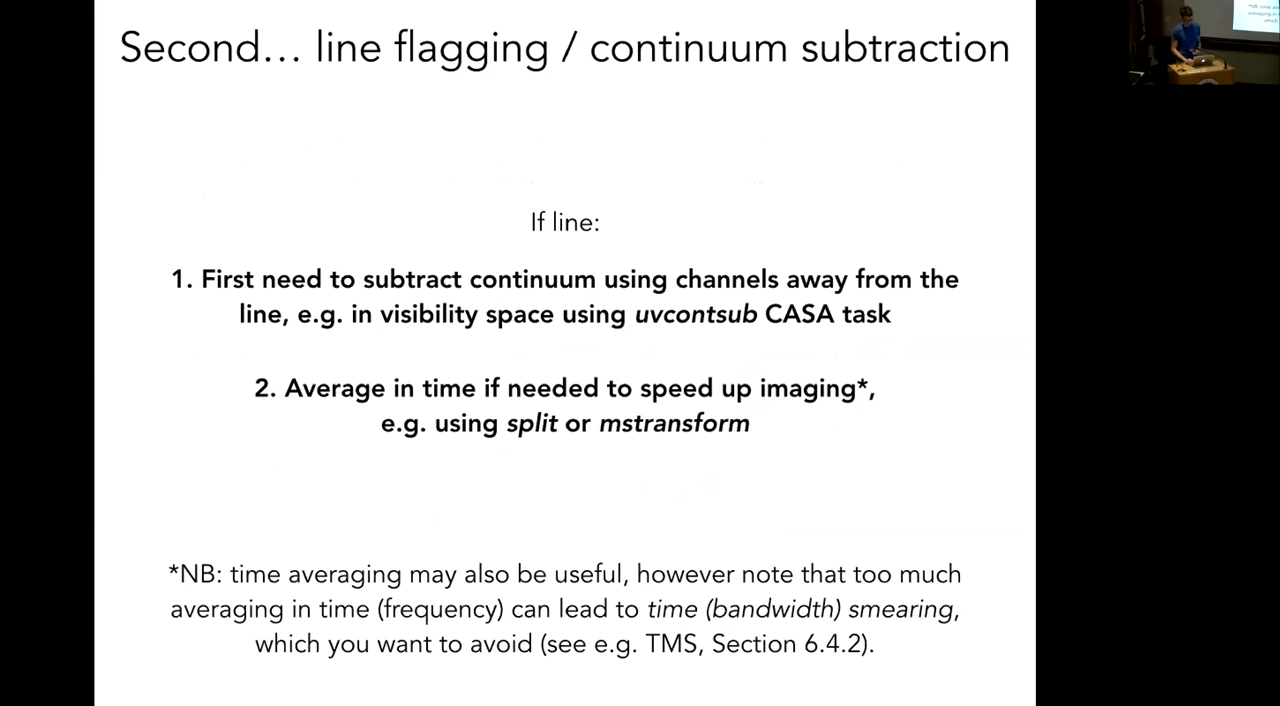 Second... line flagging / continuum subtraction
If line:
1. First need to subtract continuum using channels away from the
line, e.g. in visibility space using uvcontsub CASA task
2. Average in time if needed to speed up imaging*,
e.g. using split or mstransform
*NB: time averaging may also be useful, however note that too much
averaging in time (frequency) can lead to time (bandwidth) smearing,
which you want to avoid (see e.g. TMS, Section 6.4.2).